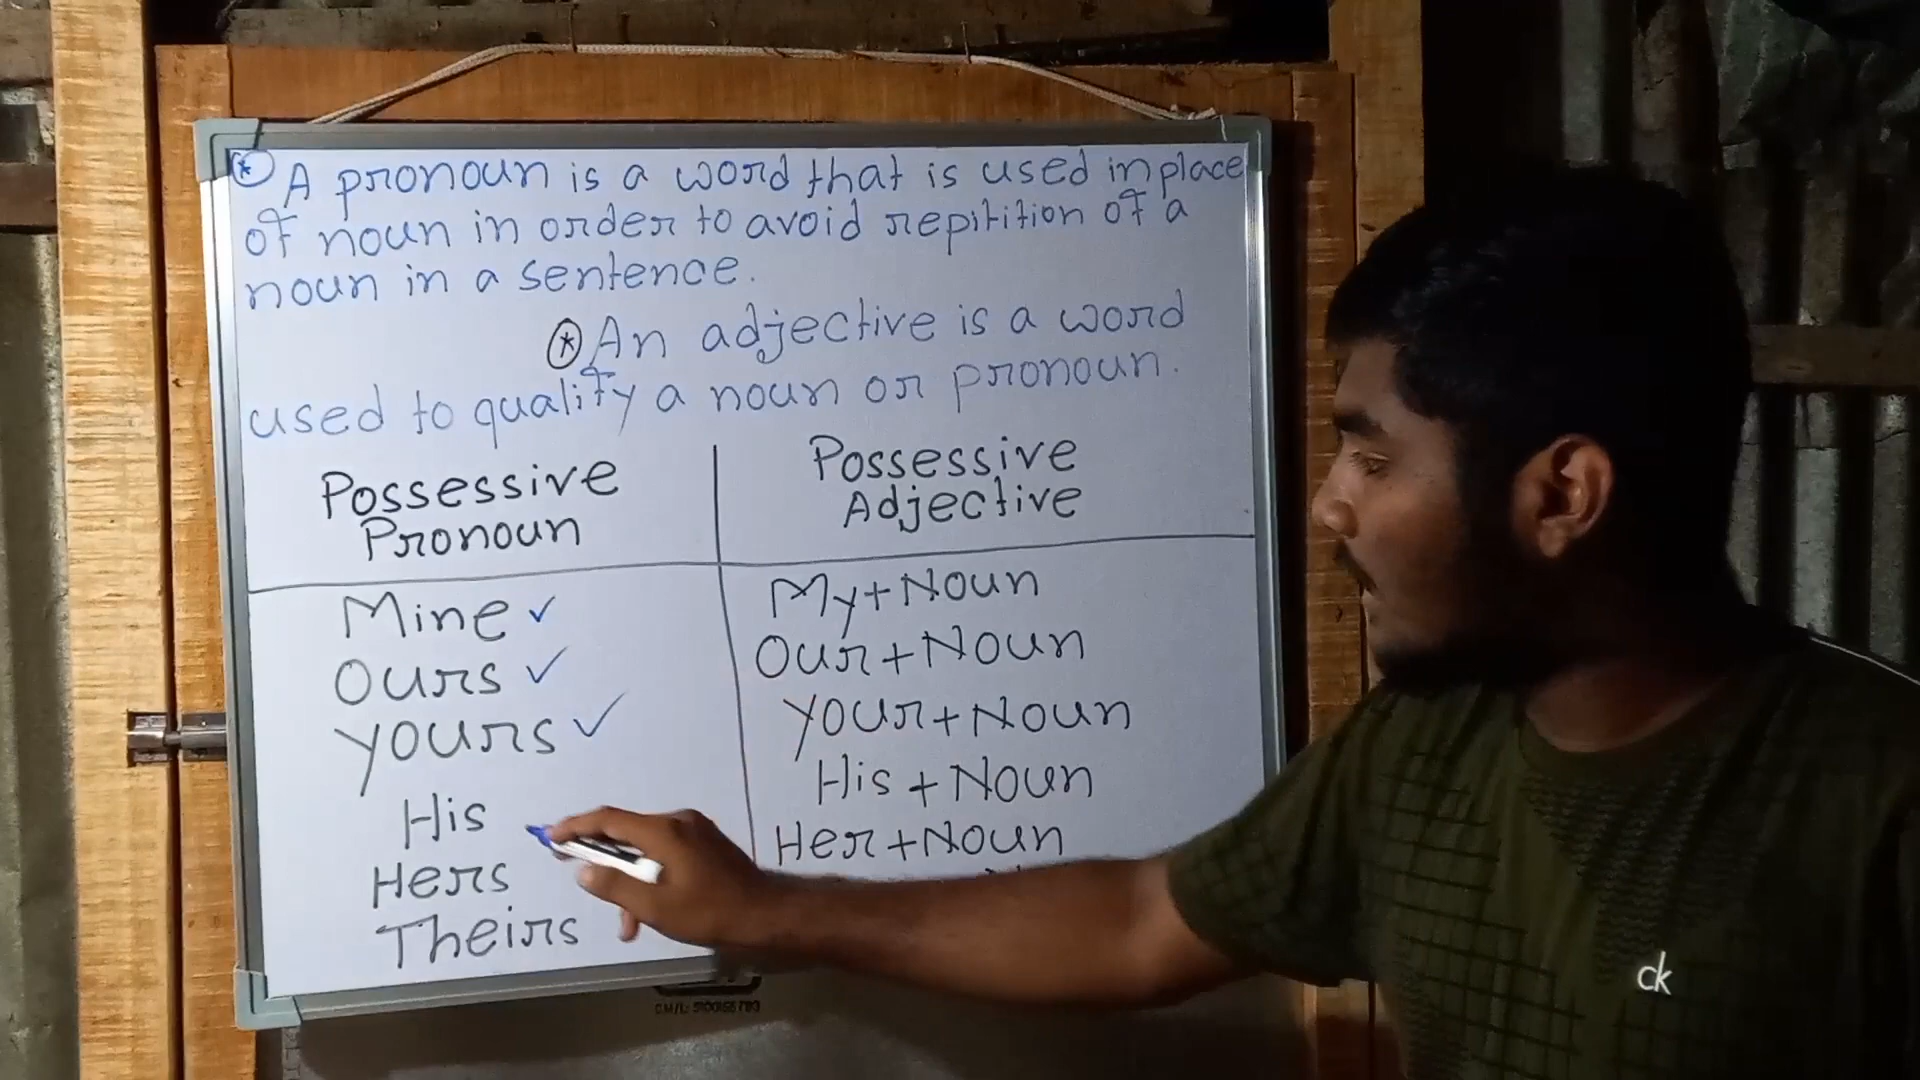 * A pronoun is a word that is used in place
of noun in order to avoid repitition of a
noun in a sentence.
* An adjective is a word
used to qualify a noun or pronoun.
Possessive
Pronoun
Mine ✓
Ours ✓
Yours ✓
His
Hers
Theirs
Possessive
Adjective
My + Noun
Our + Noun
Your + Noun
His + Noun
Her + Noun
ck